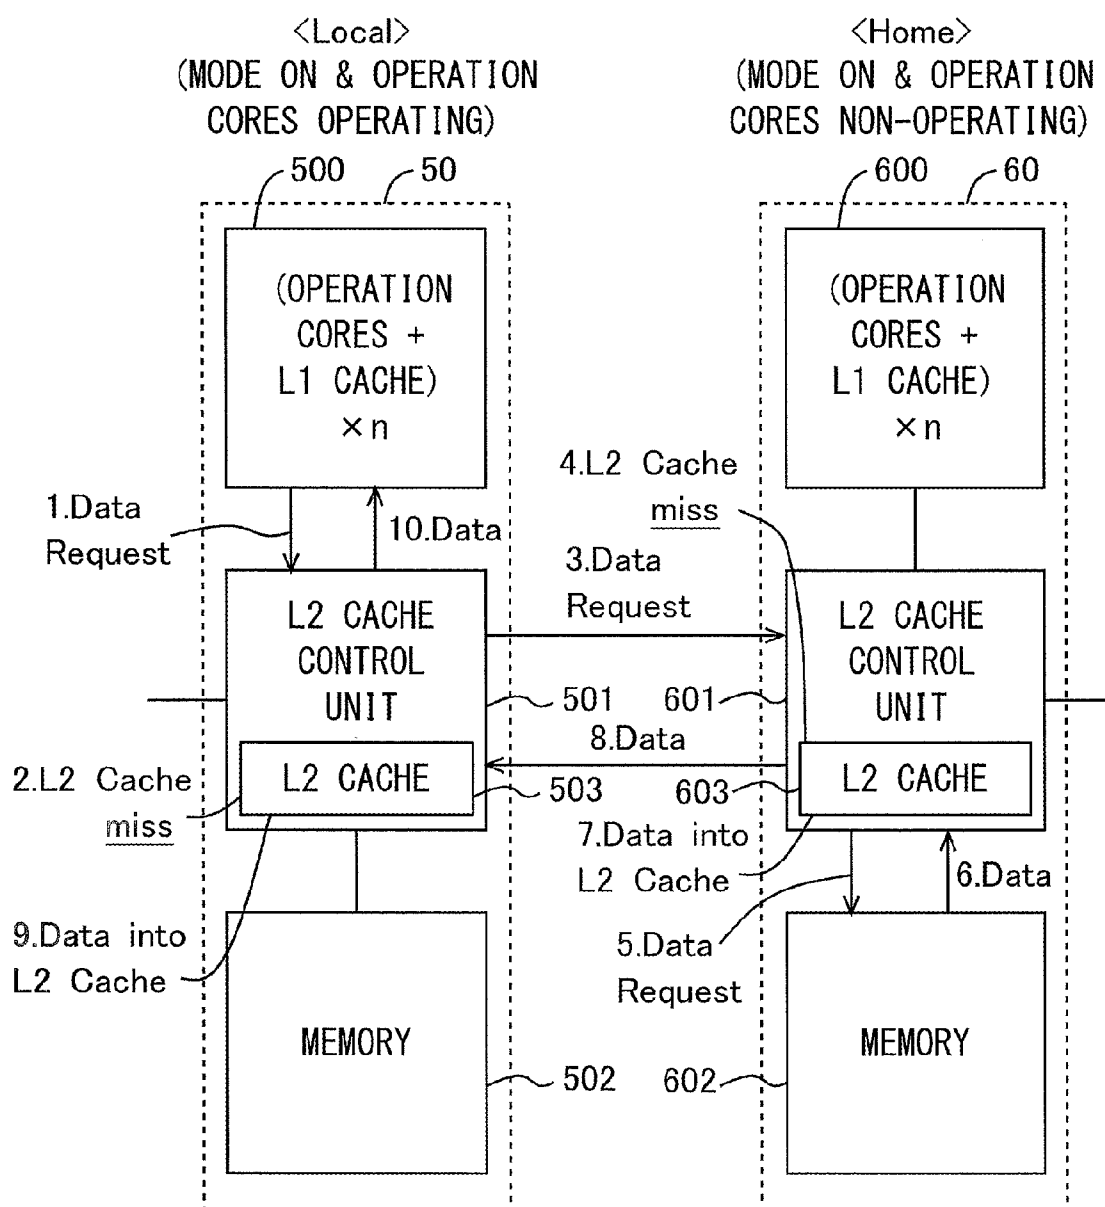 <Local>
(MODE ON & OPERATION
CORES OPERATING)
<Home>
(MODE ON & OPERATION
CORES NON-OPERATING)
500
50
600
60
(OPERATION
CORES +
L1 CACHE)
×n
(OPERATION
CORES +
L1 CACHE)
×n
4.L2 Cache
miss
1.Data
Request
10.Data
3.Data
Request
L2 CACHE
CONTROL
UNIT
L2 CACHE
CONTROL
UNIT
501
601
8.Data
2.L2 Cache
miss
L2 CACHE
503
603
L2 CACHE
7.Data into
L2 Cache
6.Data
9.Data into
L2 Cache
5.Data
Request
MEMORY
MEMORY
502
602